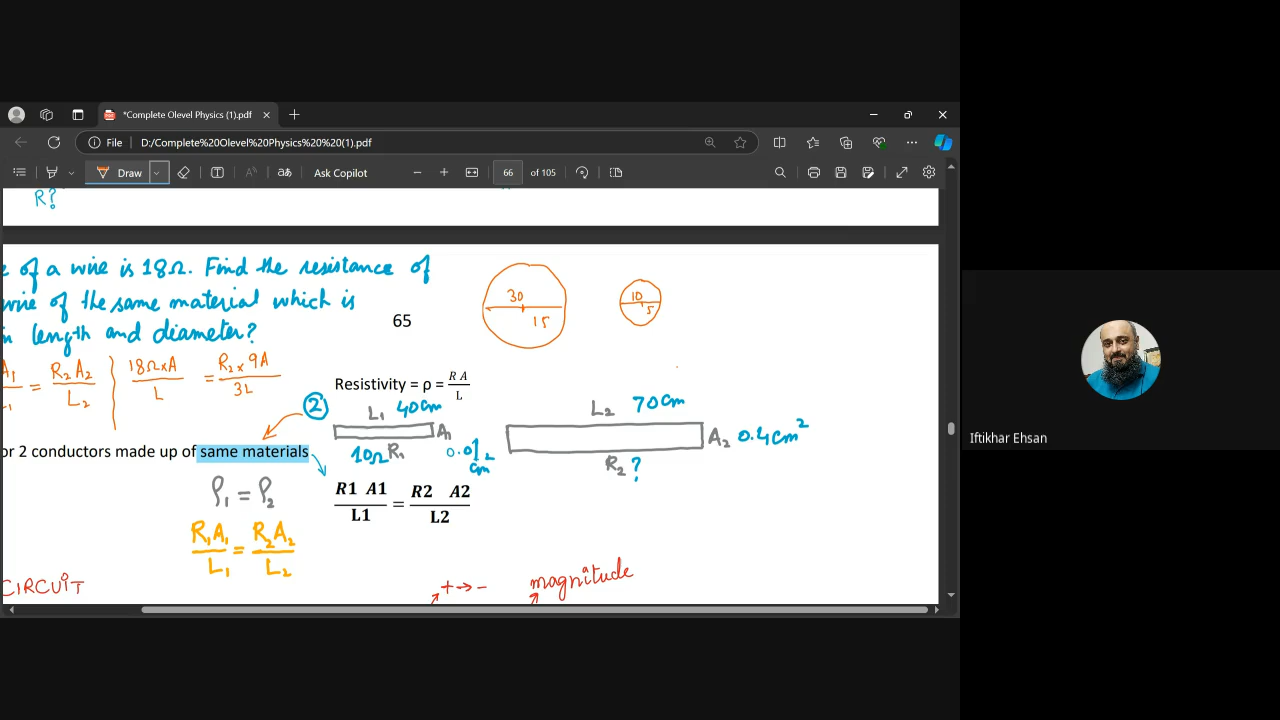 *Complete Olevel Physics (1).pdf
File D:/Complete%20Olevel%20Physics%20%20(1).pdf
Draw Ask Copilot 66 of 105
R?
e of a wire is 18Ω. Find the resistance of
wire of the same material which is
in length and diameter?
30
15
10
5
65
A1 = R2A2 18Ω×A = R2×9A
L1 L2 L 3L
Resistivity = ρ = R A
L
2
L1 40cm
A1
10Ω R1 0.01 cm2
L2 70cm
A2 0.4cm2
R2 ?
or 2 conductors made up of same materials
ρ1 = ρ2
R1 A1 = R2 A2
L1 L2
R1A1 = R2A2
L1 L2
CIRCUIT
+→-
magnitude
Iftikhar Ehsan